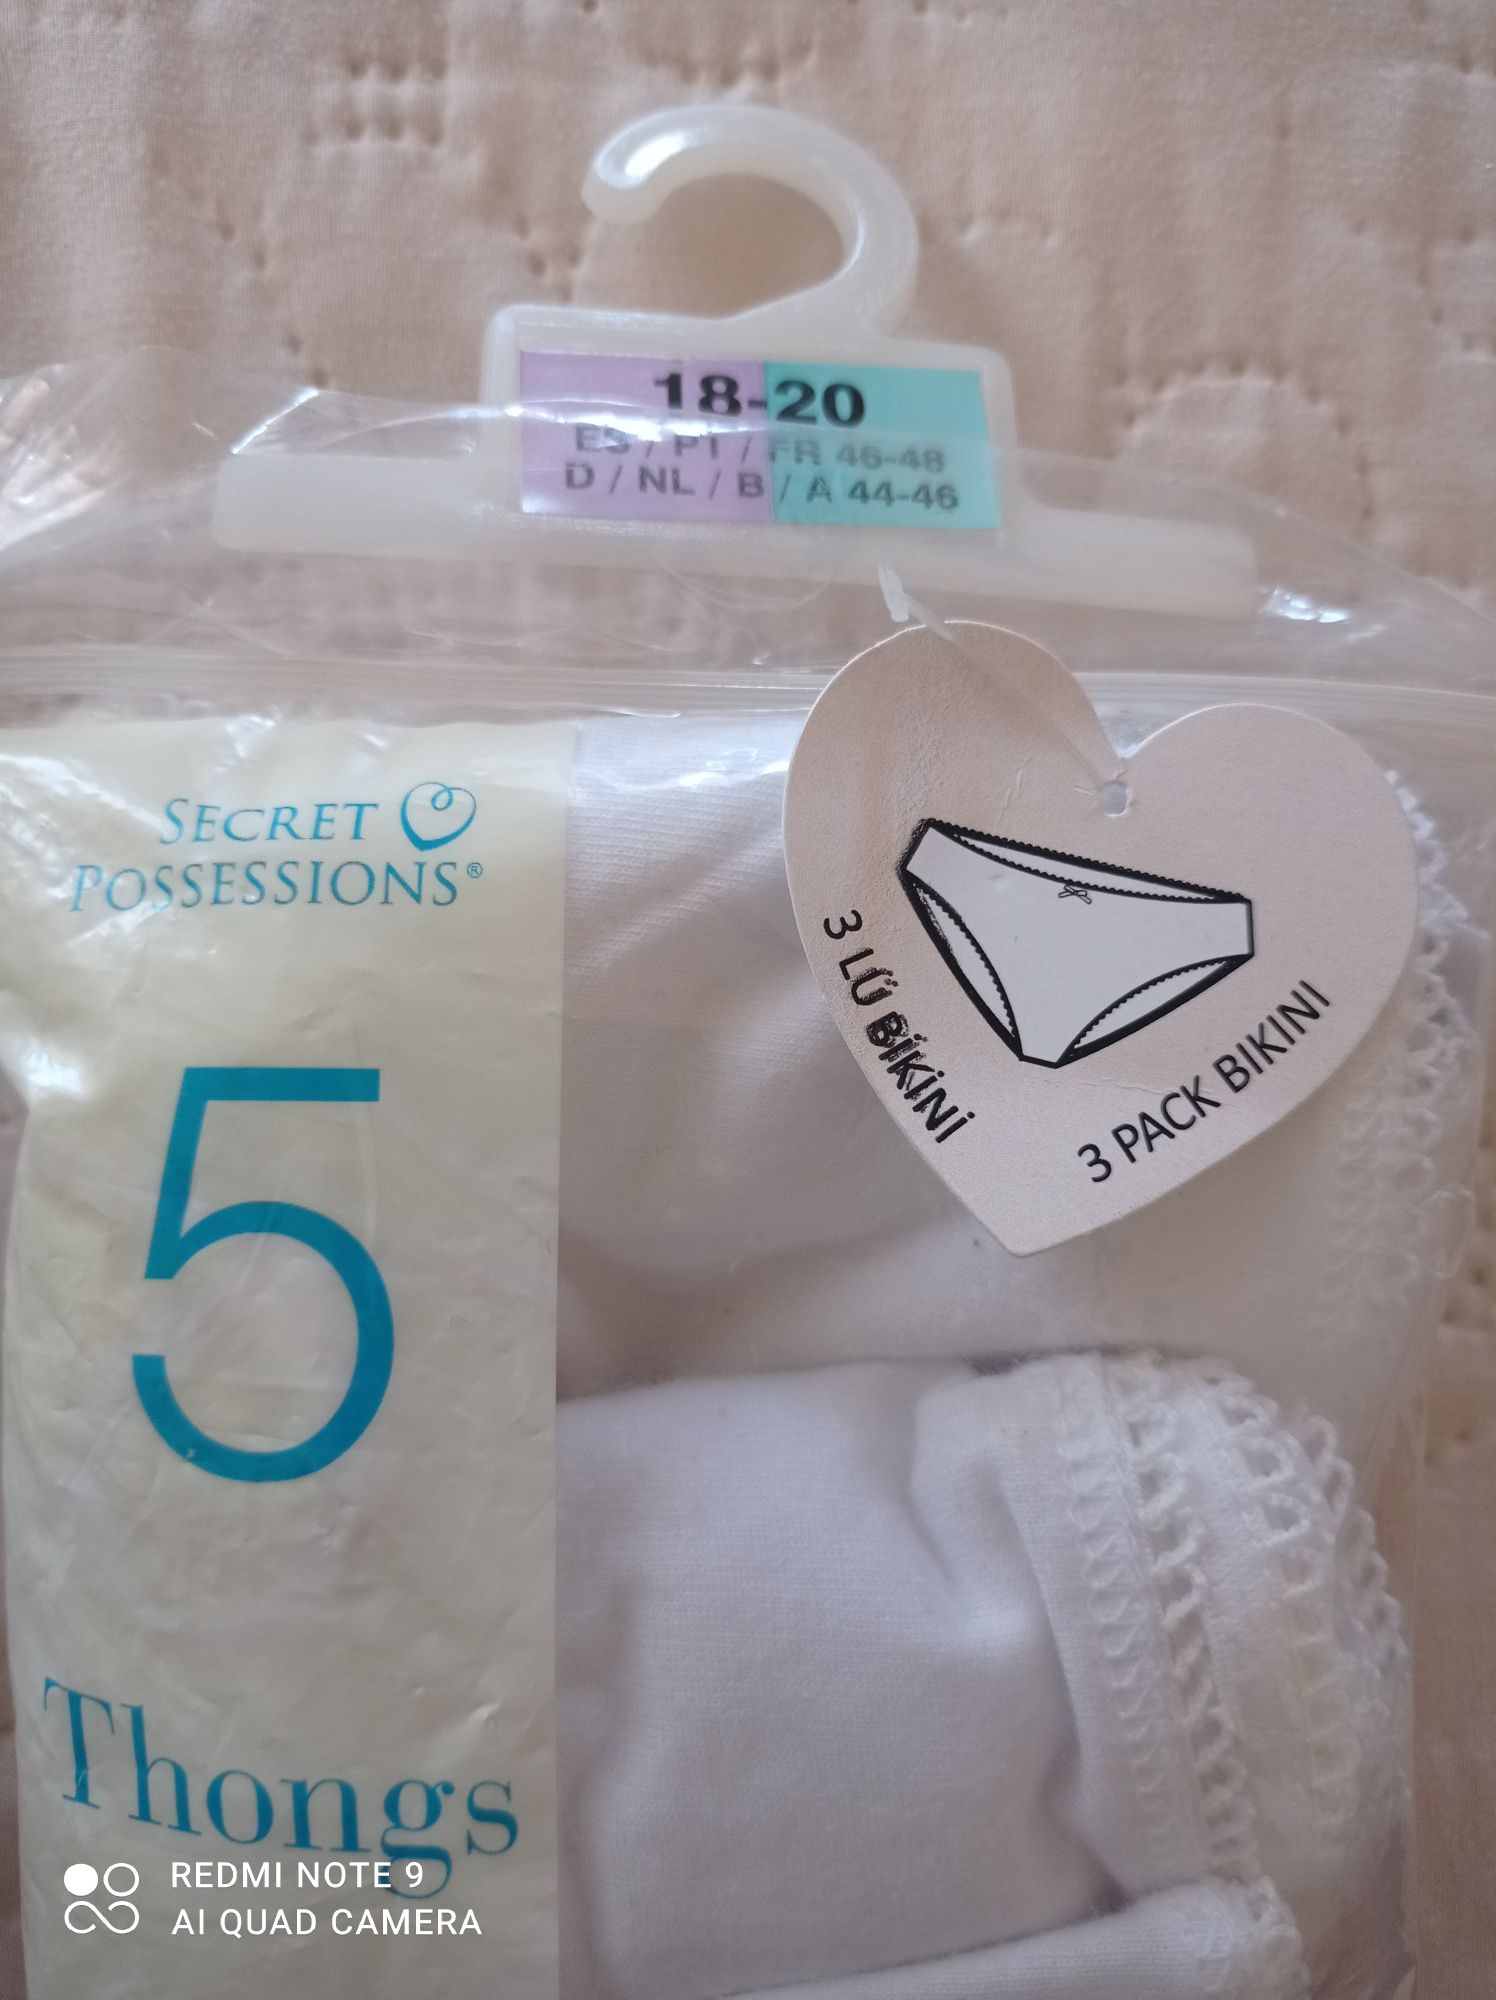 18-20
ES / PT / FR 46-48
D / NL / B / A 44-46
SECRET
POSSESSIONS®
5
Thongs
3 LÜ BİKİNİ
3 PACK BIKINI
REDMI NOTE 9
AI QUAD CAMERA